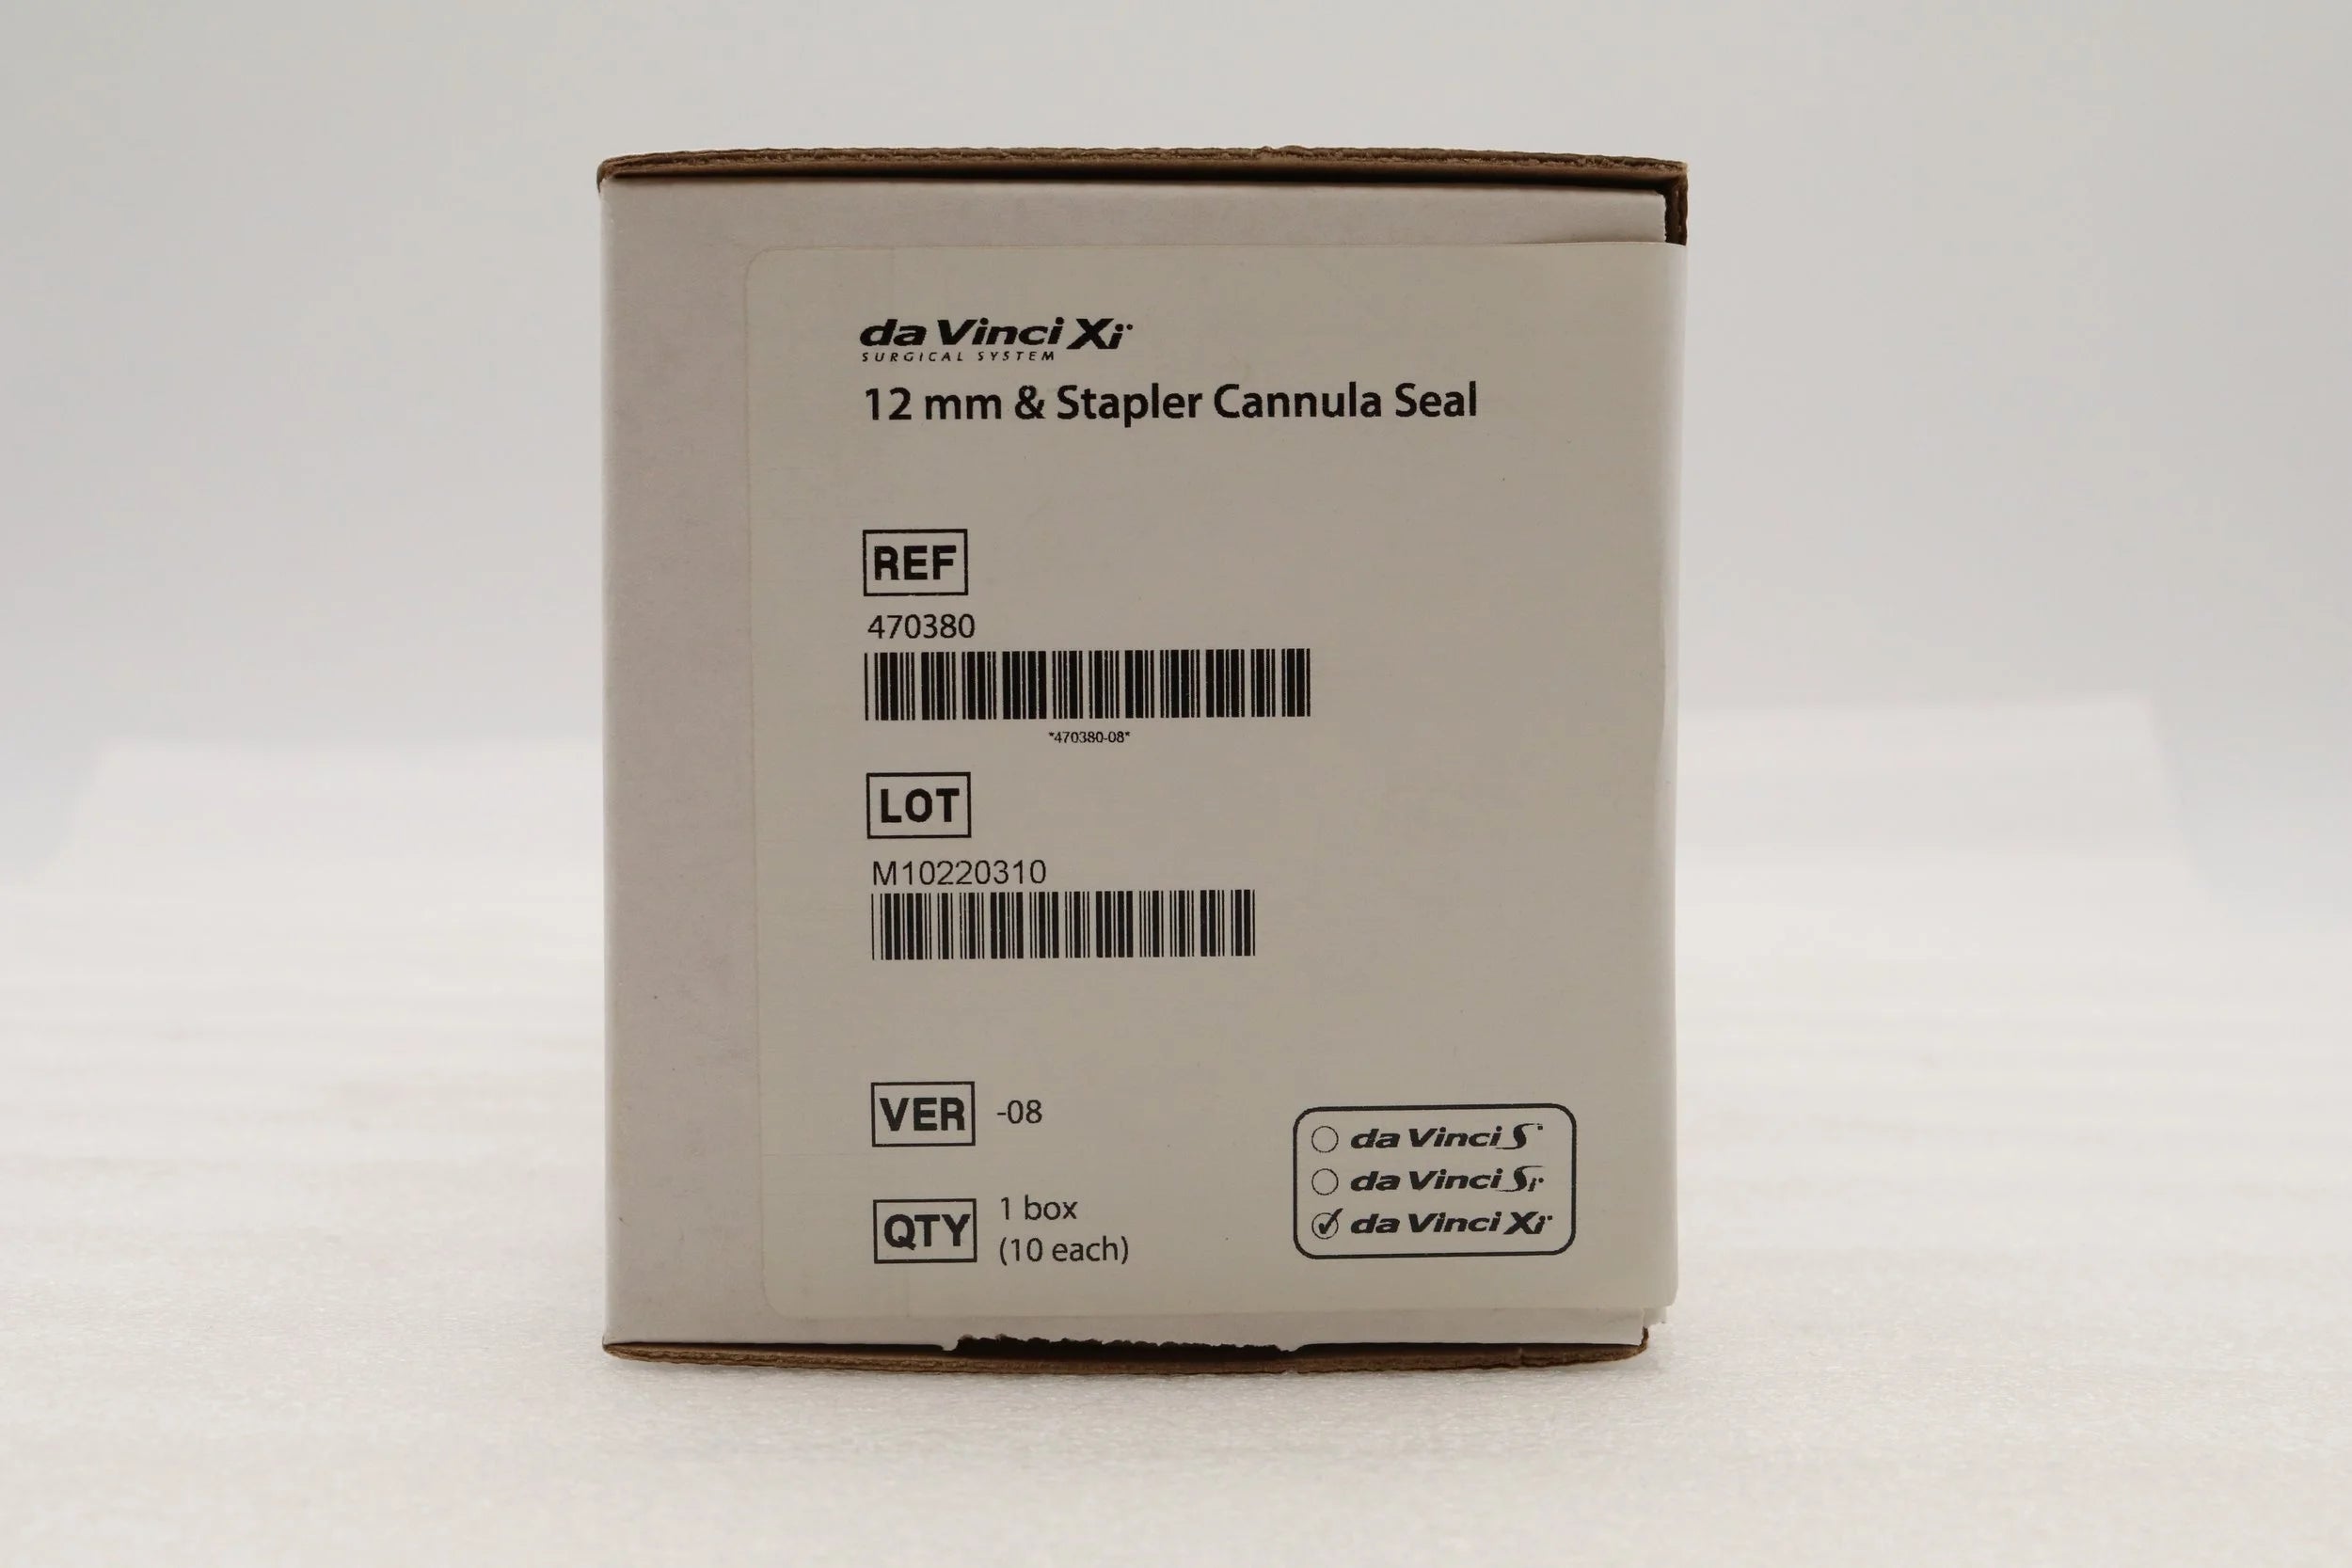 da Vinci Xi
SURGICAL SYSTEM
12 mm & Stapler Cannula Seal
REF
470380
*470380-08*
LOT
M10220310
VER -08
QTY 1 box
(10 each)
da Vinci S
da Vinci Si
da Vinci Xi